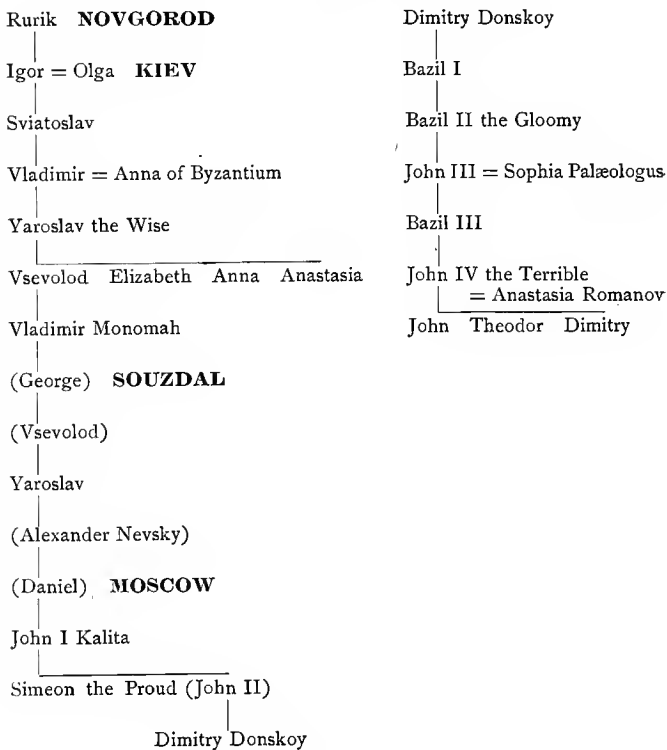 Rurik NOVGOROD
Igor = Olga KIEV
Sviatoslav
Vladimir = Anna of Byzantium
Yaroslav the Wise
Vsevolod Elizabeth Anna Anastasia
Vladimir Monomah
(George) SOUZDAL
(Vsevolod)
Yaroslav
(Alexander Nevsky)
(Daniel) MOSCOW
John I Kalita
Simeon the Proud (John II)
Dimitry Donskoy
Dimitry Donskoy
Bazil I
Bazil II the Gloomy
John III = Sophia Palæologus
Bazil III
John IV the Terrible
= Anastasia Romanov
John Theodor Dimitry